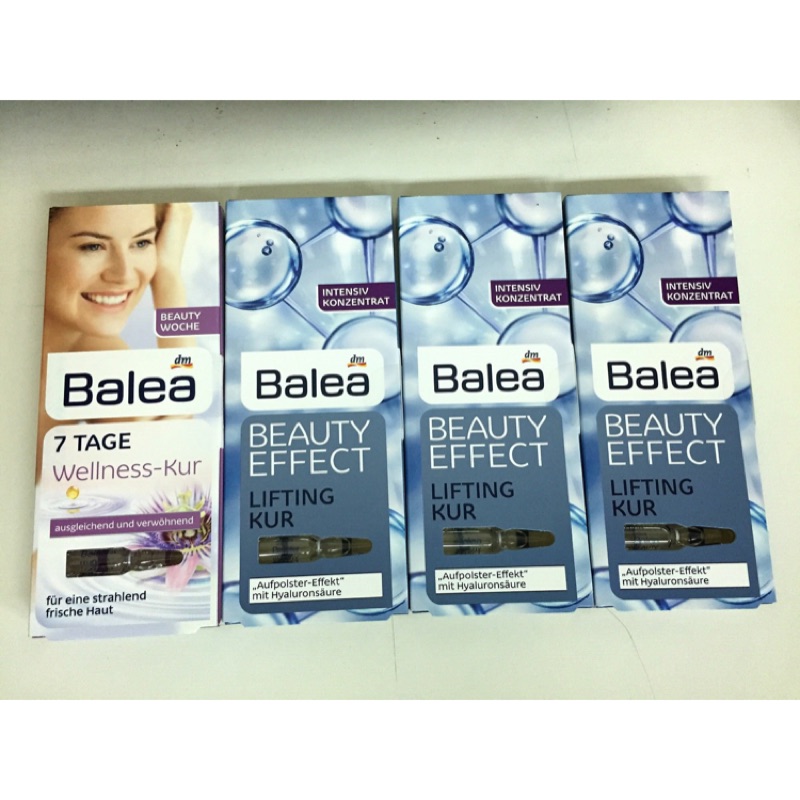 BEAUTY
WOCHE
dm
Balea
7 TAGE
Wellness-Kur
ausgleichend und verwöhnend
für eine strahlend
frische Haut
INTENSIV
KONZENTRAT
dm
Balea
BEAUTY
EFFECT
LIFTING
KUR
„Aufpolster-Effekt"
mit Hyaluronsäure
INTENSIV
KONZENTRAT
dm
Balea
BEAUTY
EFFECT
LIFTING
KUR
„Aufpolster-Effekt"
mit Hyaluronsäure
INTENSIV
KONZENTRAT
dm
Balea
BEAUTY
EFFECT
LIFTING
KUR
„Aufpolster-Effekt"
mit Hyaluronsäure